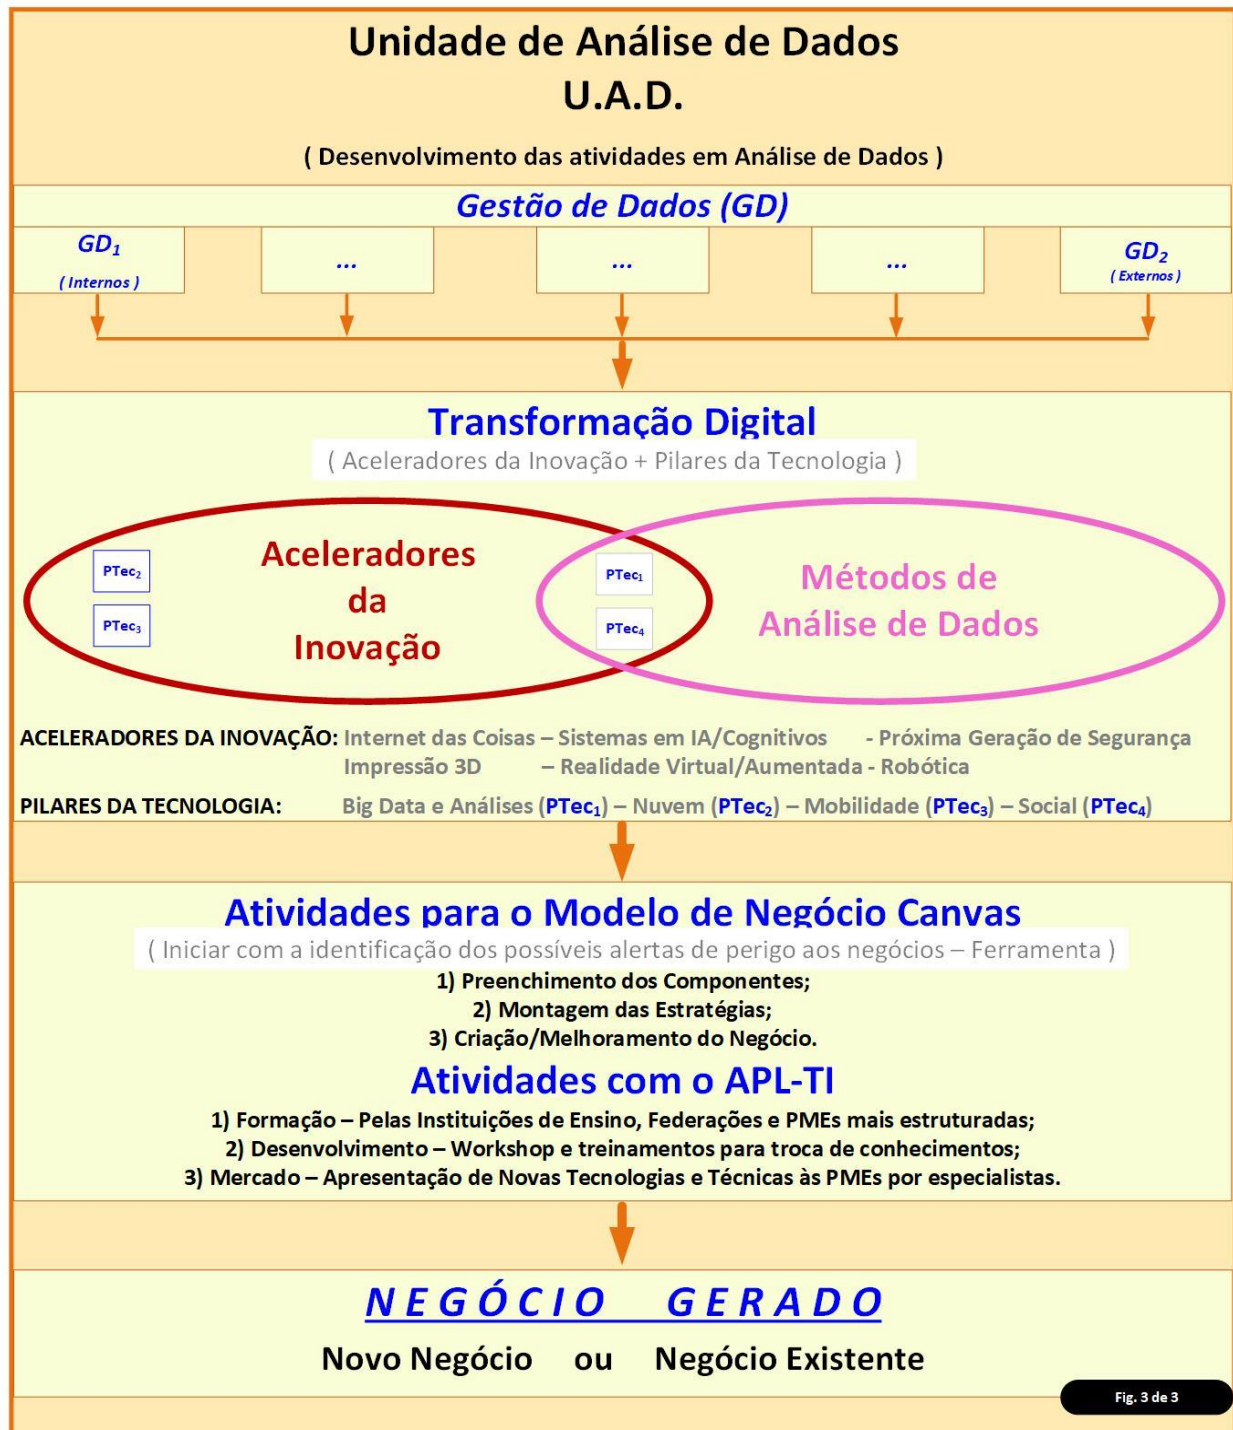 Unidade de Análise de Dados
U.A.D.
( Desenvolvimento das atividades em Análise de Dados )
Gestão de Dados (GD)
GD₁
( Internos )
...
...
...
GD₂
( Externos )
Transformação Digital
( Aceleradores da Inovação + Pilares da Tecnologia )
PTec₂
PTec₃
Aceleradores
da
Inovação
PTec₁
PTec₄
Métodos de
Análise de Dados
ACELERADORES DA INOVAÇÃO: Internet das Coisas – Sistemas em IA/Cognitivos - Próxima Geração de Segurança
Impressão 3D – Realidade Virtual/Aumentada - Robótica
PILARES DA TECNOLOGIA: Big Data e Análises (PTec₁) – Nuvem (PTec₂) – Mobilidade (PTec₃) – Social (PTec₄)
Atividades para o Modelo de Negócio Canvas
( Iniciar com a identificação dos possíveis alertas de perigo aos negócios – Ferramenta )
1) Preenchimento dos Componentes;
2) Montagem das Estratégias;
3) Criação/Melhoramento do Negócio.
Atividades com o APL-TI
1) Formação – Pelas Instituições de Ensino, Federações e PMEs mais estruturadas;
2) Desenvolvimento – Workshop e treinamentos para troca de conhecimentos;
3) Mercado – Apresentação de Novas Tecnologias e Técnicas às PMEs por especialistas.
NEGÓCIO GERADO
Novo Negócio ou Negócio Existente
Fig. 3 de 3